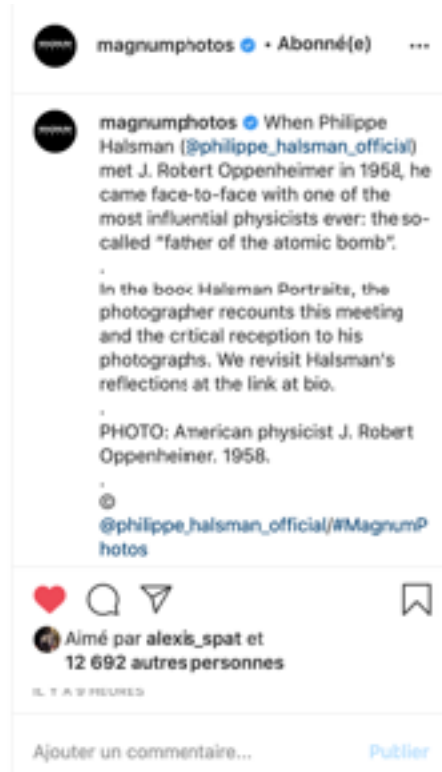 magnumphotos • Abonné(e) ...
magnumphotos When Philippe
Halsman (@philippe_halsman_official)
met J. Robert Oppenheimer in 1958, he
came face-to-face with one of the
most influential physicists ever: the so-
called "father of the atomic bomb".
.
In the book Halsman Portraits, the
photographer recounts this meeting
and the critical reception to his
photographs. We revisit Halsman's
reflections at the link at bio.
.
PHOTO: American physicist J. Robert
Oppenheimer. 1958.
.
©
@philippe_halsman_official/#MagnumP
hotos
Aimé par alexis_spat et
12 692 autres personnes
IL Y A 9 HEURES
Ajouter un commentaire... Publier